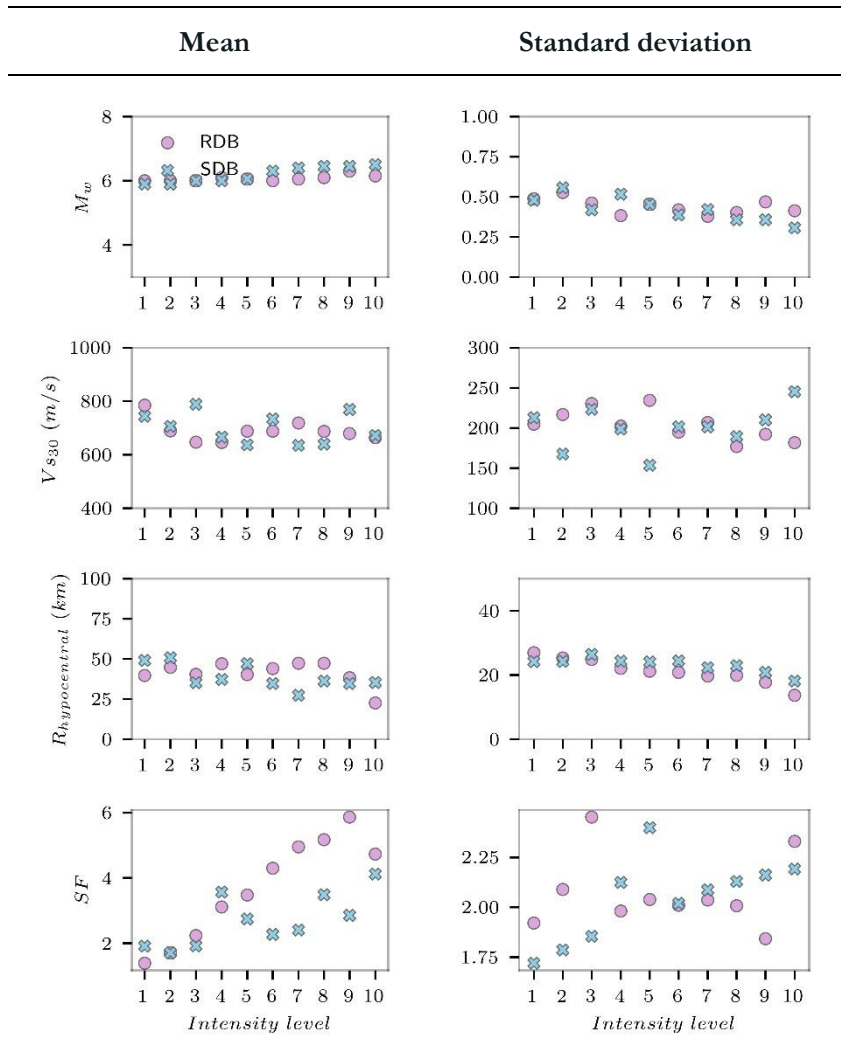 Mean Standard deviation
8
6
4
M_w
RDB
SDB
1 2 3 4 5 6 7 8 9 10
1.00
0.75
0.50
0.25
0.00
1 2 3 4 5 6 7 8 9 10
1000
800
600
400
Vs_30 (m/s)
1 2 3 4 5 6 7 8 9 10
300
250
200
150
100
1 2 3 4 5 6 7 8 9 10
100
75
50
25
0
R_hypocentral (km)
1 2 3 4 5 6 7 8 9 10
40
20
0
1 2 3 4 5 6 7 8 9 10
6
4
2
SF
1 2 3 4 5 6 7 8 9 10
Intensity level
2.25
2.00
1.75
1 2 3 4 5 6 7 8 9 10
Intensity level